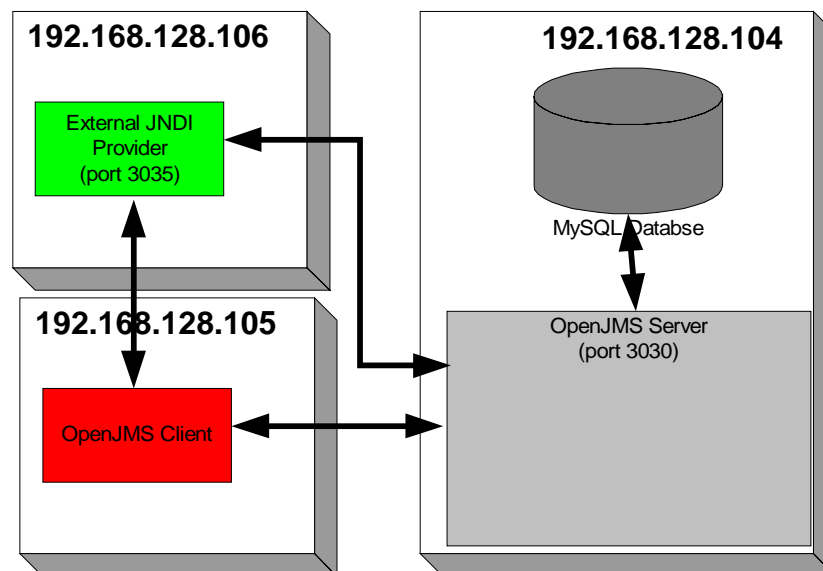 192.168.128.106
External JNDI
Provider
(port 3035)
192.168.128.104
MySQL Databse
OpenJMS Server
(port 3030)
192.168.128.105
OpenJMS Client